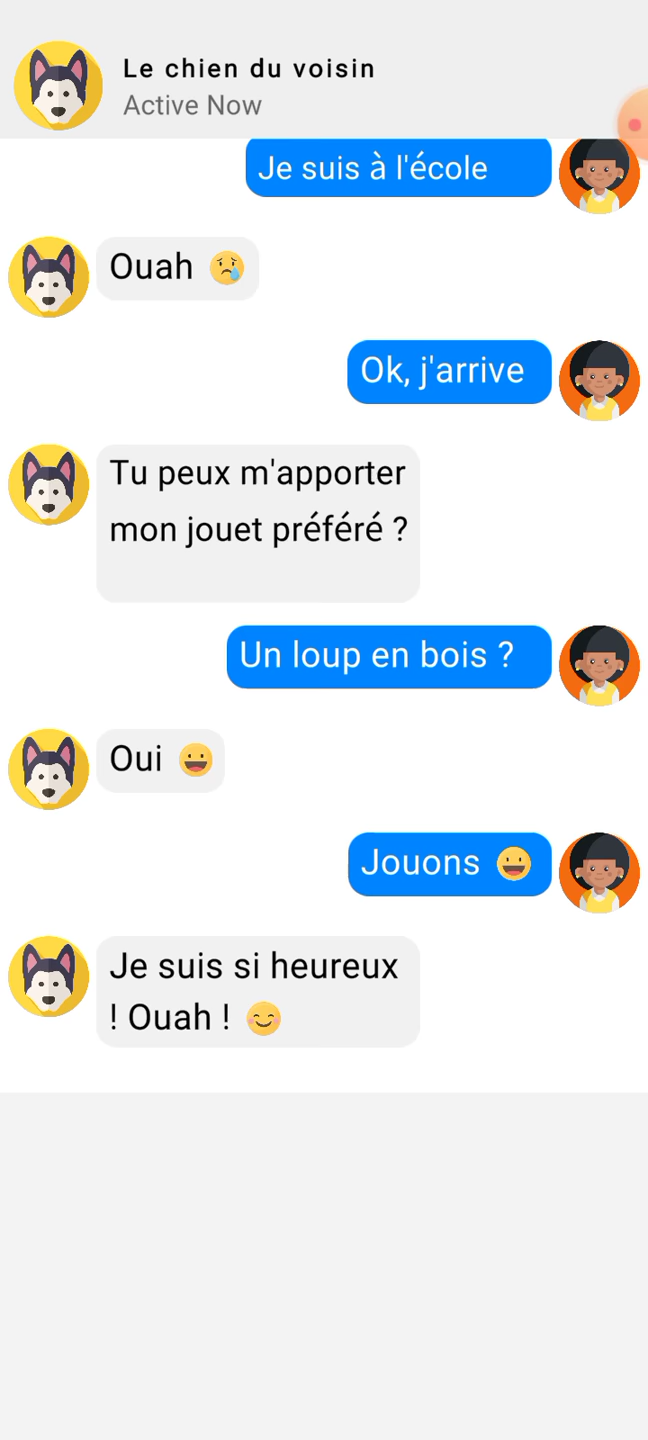 Le chien du voisin
Active Now
Je suis à l'école
Ouah 😢
Ok, j'arrive
Tu peux m'apporter
mon jouet préféré ?
Un loup en bois ?
Oui 😀
Jouons 😀
Je suis si heureux
! Ouah ! 😊